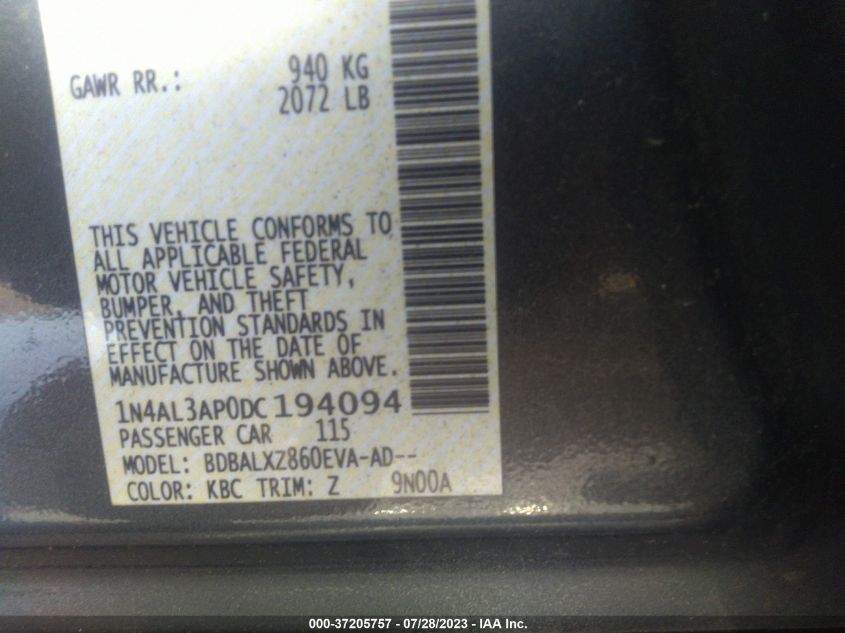 GAWR RR.: 940 KG
2072 LB
THIS VEHICLE CONFORMS TO
ALL APPLICABLE FEDERAL
MOTOR VEHICLE SAFETY,
BUMPER, AND THEFT
PREVENTION STANDARDS IN
EFFECT ON THE DATE OF
MANUFACTURE SHOWN ABOVE.
1N4AL3AP0DC194094
PASSENGER CAR 115
MODEL: BDBALXZ860EVA-AD--
COLOR: KBC TRIM: Z 9N00A
000-37205757 - 07/28/2023 - IAA Inc.